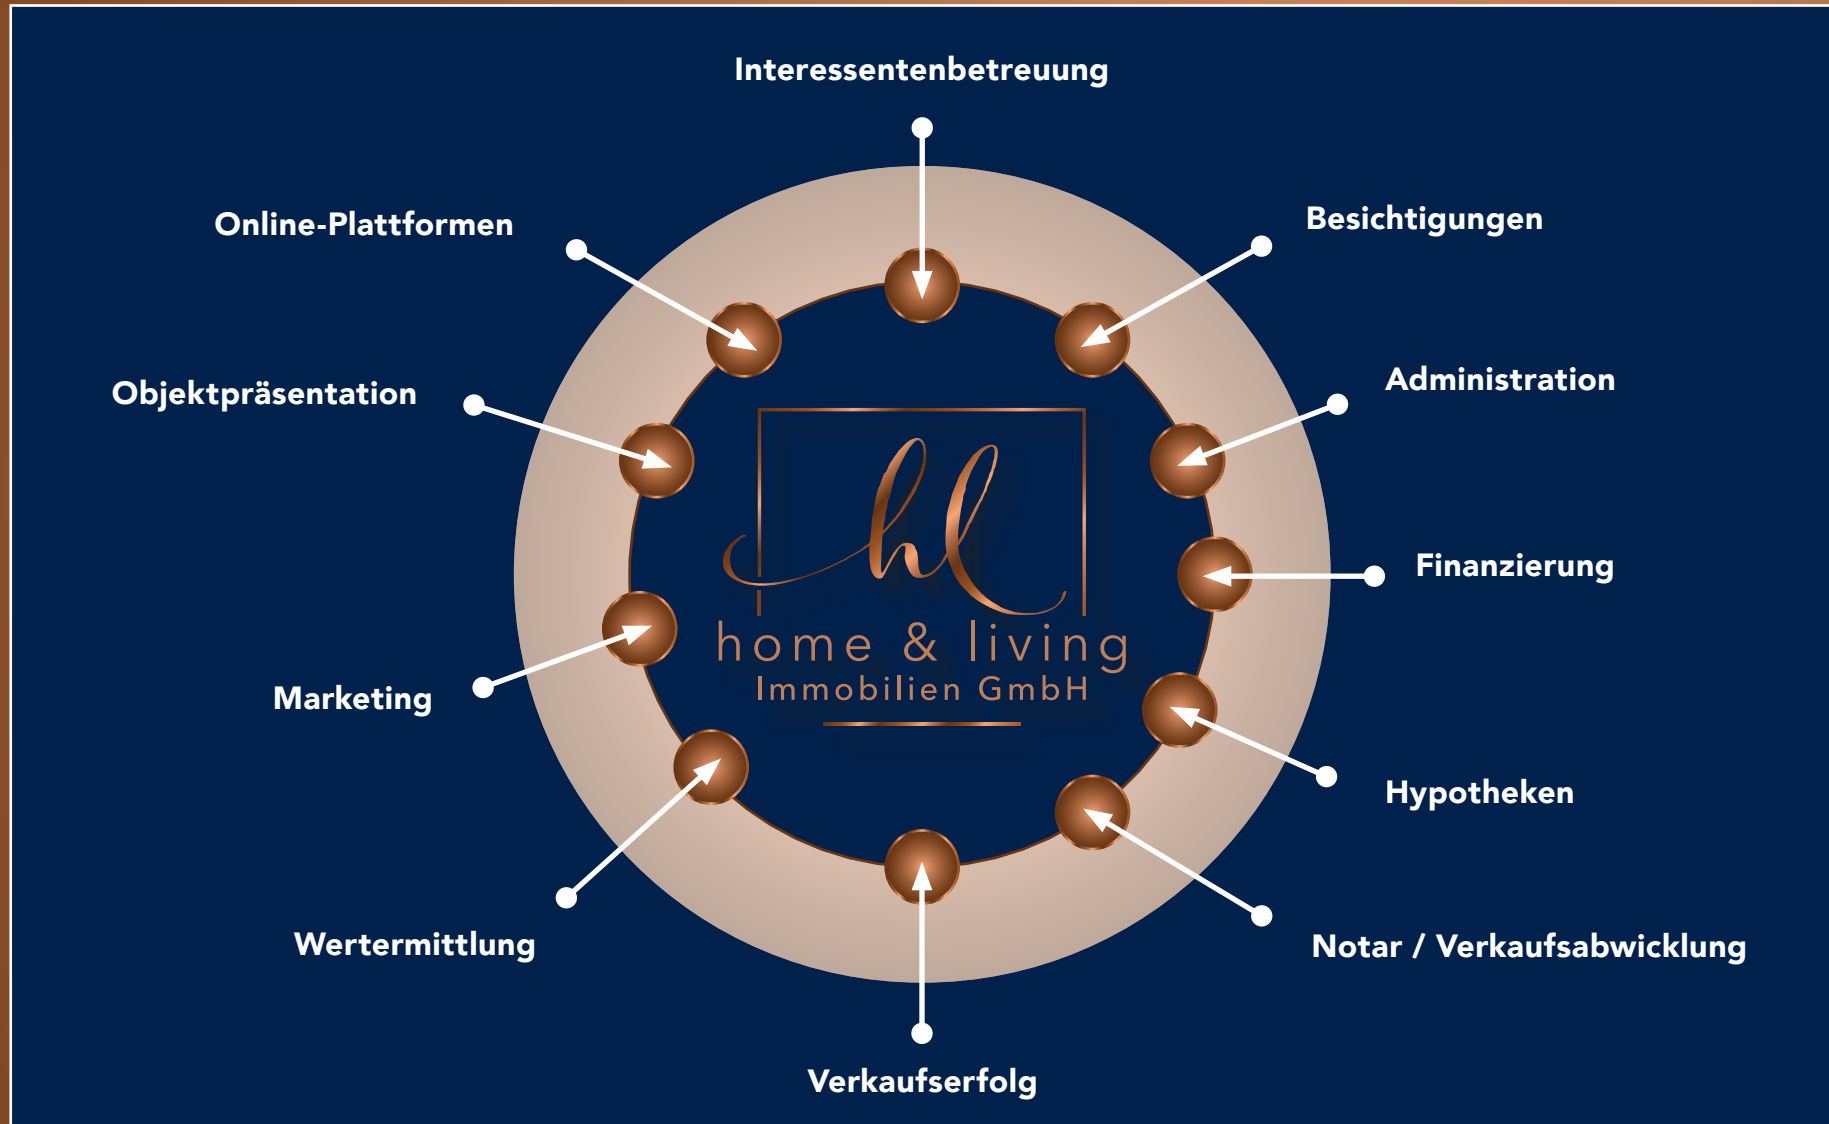 Interessentenbetreuung
Online-Plattformen
Besichtigungen
Objektpräsentation
Administration
hl
Finanzierung
home & living
Immobilien GmbH
Marketing
Hypotheken
Wertermittlung
Notar / Verkaufsabwicklung
Verkaufserfolg